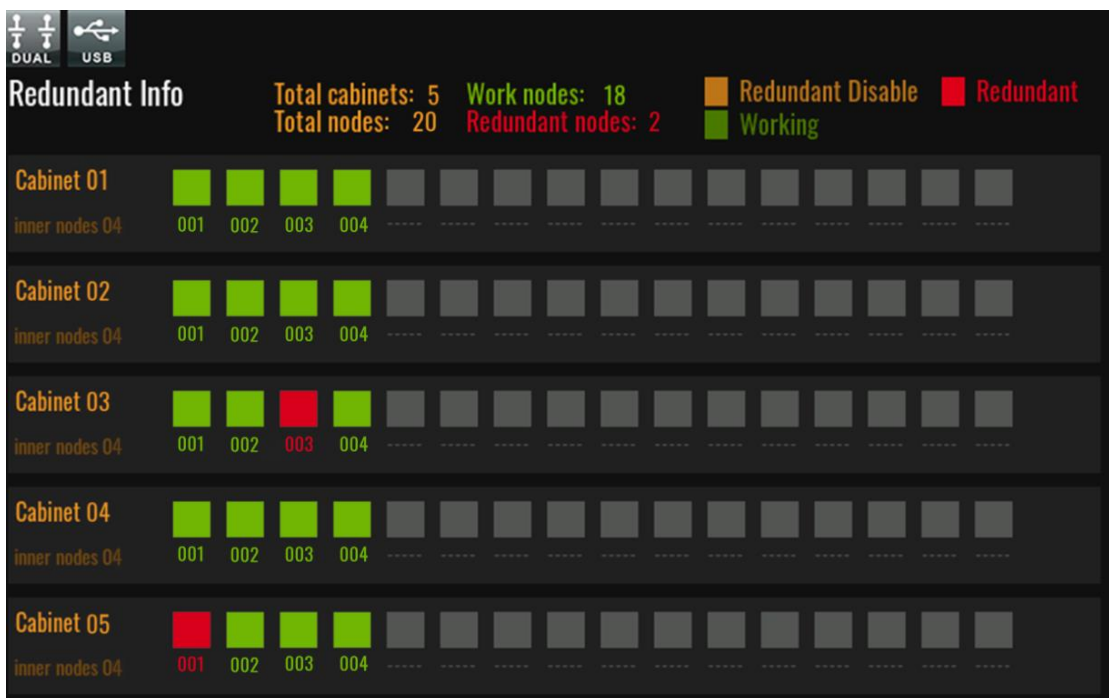 DUAL USB
Redundant Info
Total cabinets: 5 Work nodes: 18
Total nodes: 20 Redundant nodes: 2
Redundant Disable Redundant
Working
Cabinet 01
inner nodes 04
001 002 003 004 ----- ----- ----- ----- ----- ----- ----- ----- ----- ----- ----- -----
Cabinet 02
inner nodes 04
001 002 003 004 ----- ----- ----- ----- ----- ----- ----- ----- ----- ----- ----- -----
Cabinet 03
inner nodes 04
001 002 003 004 ----- ----- ----- ----- ----- ----- ----- ----- ----- ----- ----- -----
Cabinet 04
inner nodes 04
001 002 003 004 ----- ----- ----- ----- ----- ----- ----- ----- ----- ----- ----- -----
Cabinet 05
inner nodes 04
001 002 003 004 ----- ----- ----- ----- ----- ----- ----- ----- ----- ----- ----- -----